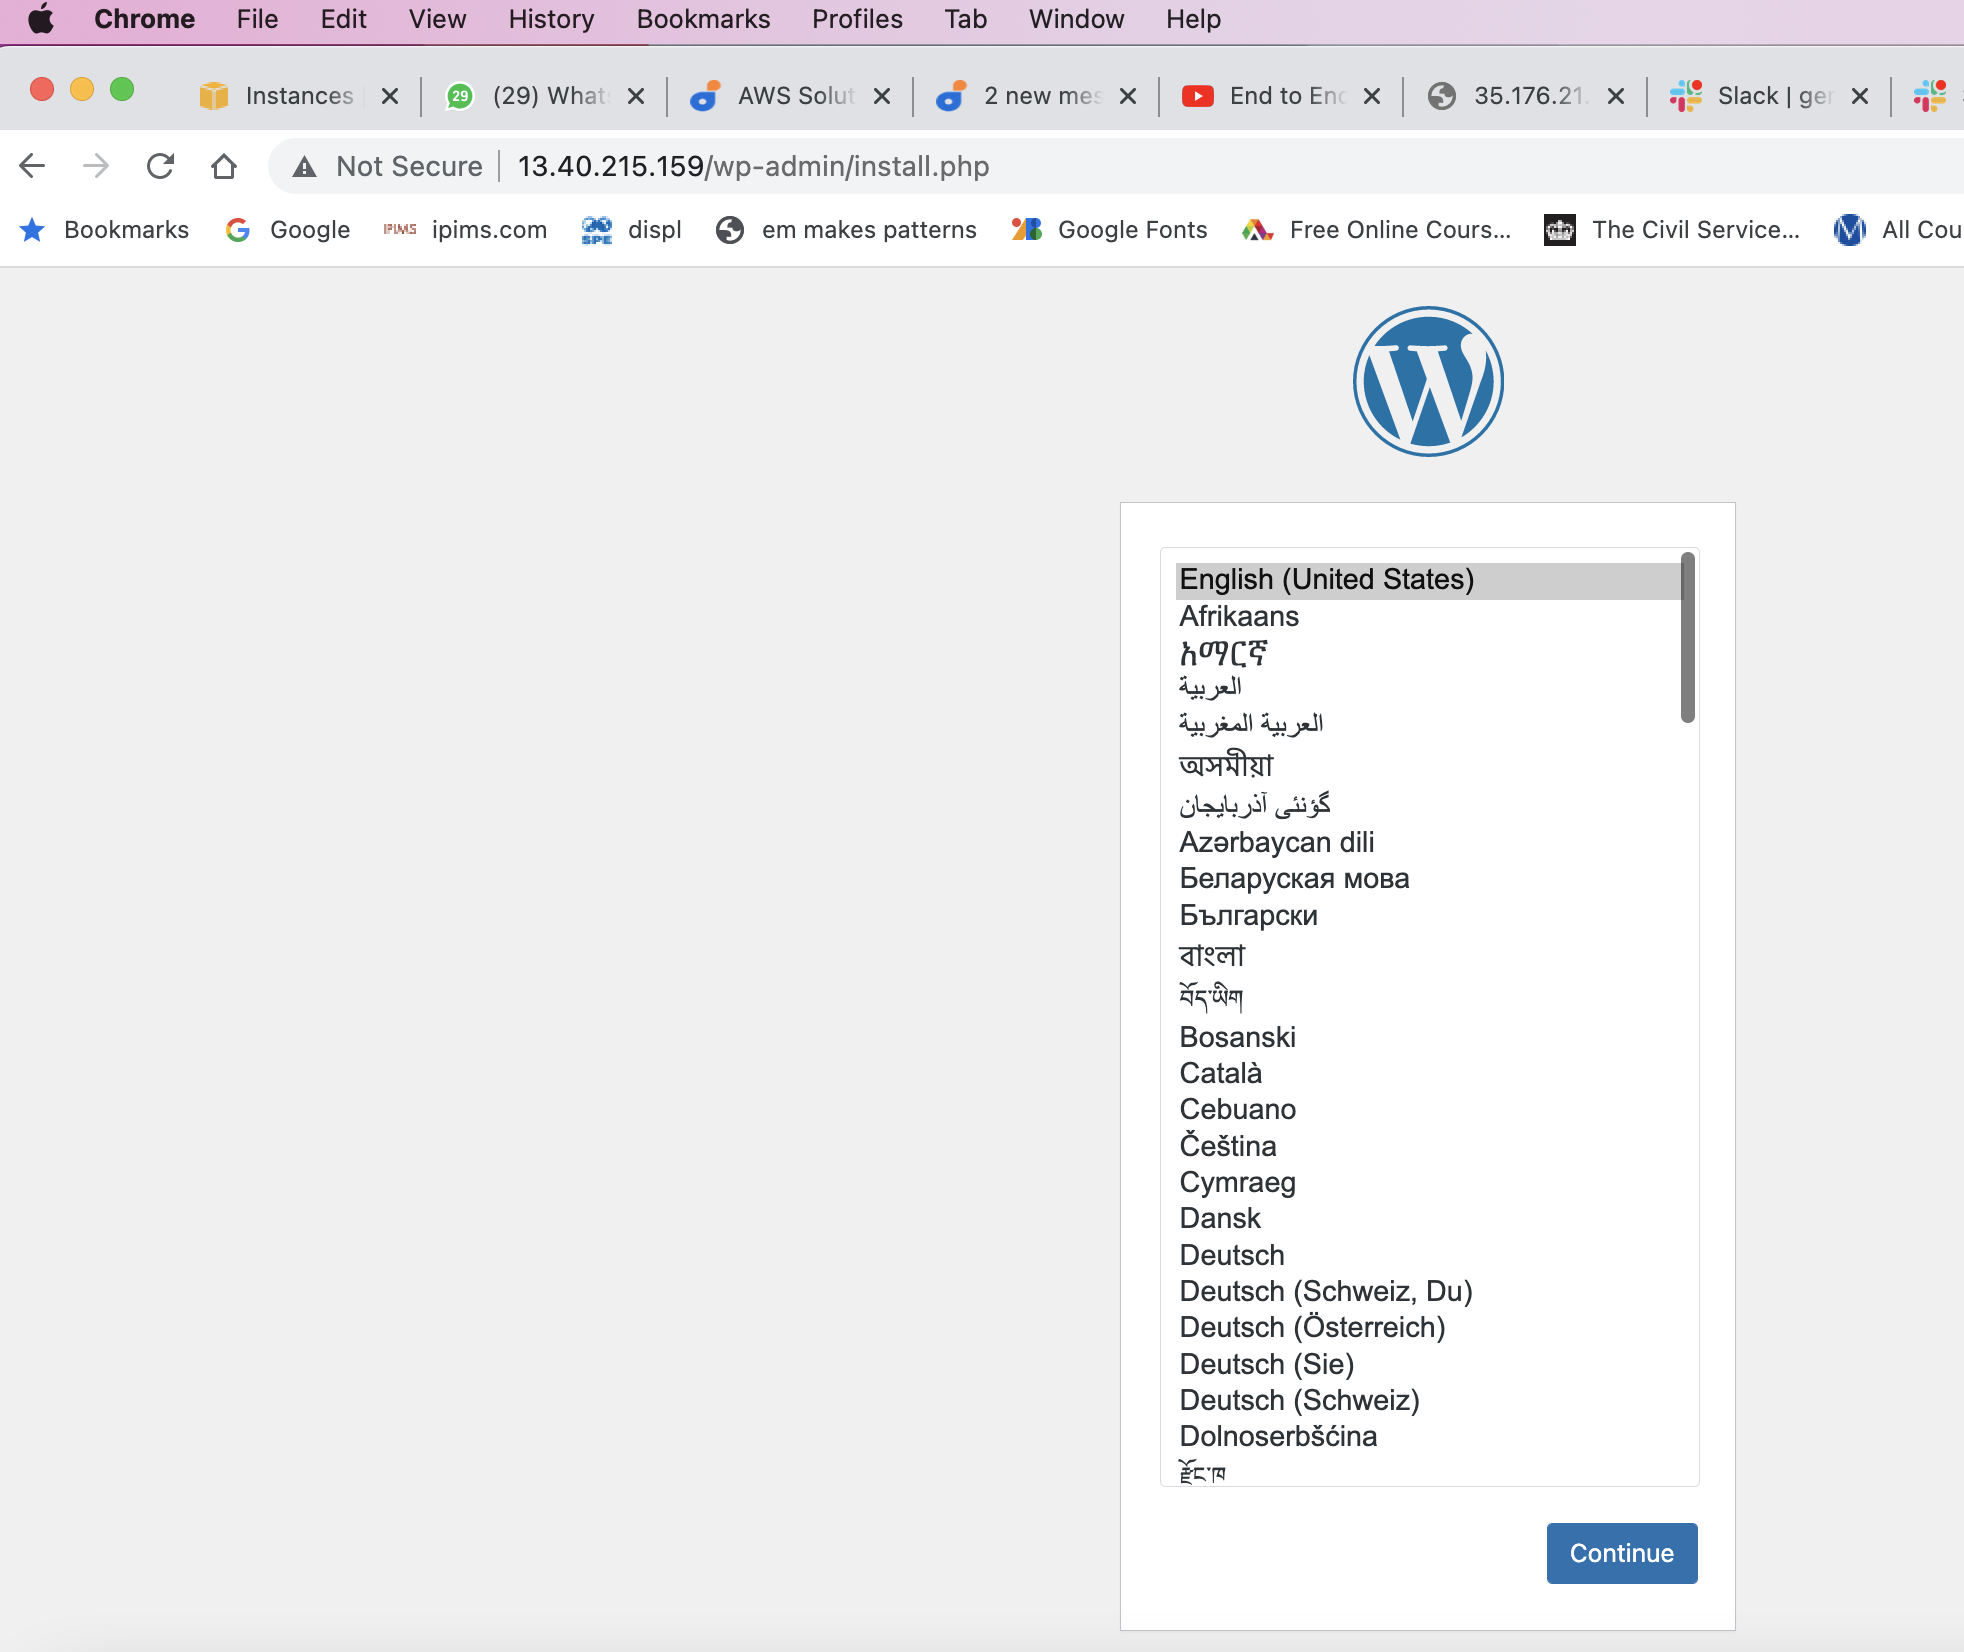 Chrome File Edit View History Bookmarks Profiles Tab Window Help
Instances 29 (29) What AWS Solut 2 new mes End to End 35.176.21. Slack | ger
Not Secure 13.40.215.159/wp-admin/install.php
Bookmarks Google IPIMS ipims.com SPE displ em makes patterns Google Fonts Free Online Cours... The Civil Service... All Cou
English (United States)
Afrikaans
አማርኛ
العربية
العربية المغربية
অসমীয়া
گؤنئی آذربایجان
Azərbaycan dili
Беларуская мова
Български
বাংলা
བོད་ཡིག
Bosanski
Català
Cebuano
Čeština
Cymraeg
Dansk
Deutsch
Deutsch (Schweiz, Du)
Deutsch (Österreich)
Deutsch (Sie)
Deutsch (Schweiz)
Dolnoserbšćina
རྫོང་ཁ
Continue